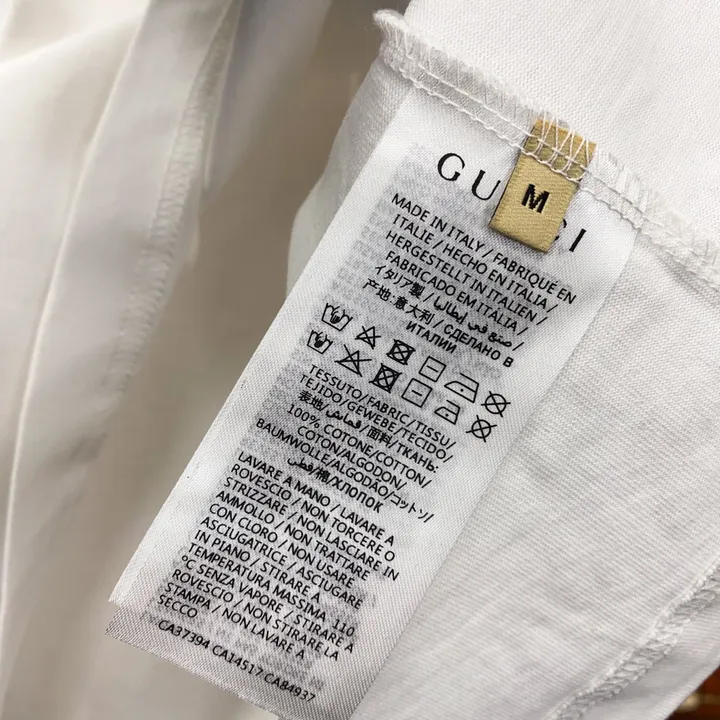 GU CI
M
MADE IN ITALY / FABRIQUÉ EN
ITALIE / HECHO EN ITALIA /
HERGESTELLT IN ITALIEN /
FABRICADO EM ITALIA /
イタリア製 / صنع في إيطاليا /
产地:意大利 / СДЕЛАНО В
ИТАЛИИ
TESSUTO/FABRIC/TISSU/
TEJIDO/GEWEBE/TECIDO/
表地/قماش/面料/ТКАНЬ:
100% COTONE/COTTON/
COTON/ALGODON/
BAUMWOLLE/ALGODÃO/コットン/
قطن/棉/ХЛОПОК
LAVARE A MANO / LAVARE A
ROVESCIO / NON TORCERE O
STRIZZARE / NON LASCIARE IN
AMMOLLO / NON TRATTARE
CON CLORO / NON USARE
ASCIUGATRICE / ASCIUGARE
IN PIANO / STIRARE A
TEMPERATURA MASSIMA 110
°C SENZA VAPORE / STIRARE A
ROVESCIO / NON STIRARE LA
STAMPA / NON LAVARE A
SECCO
CA37394 CA14517 CA84937